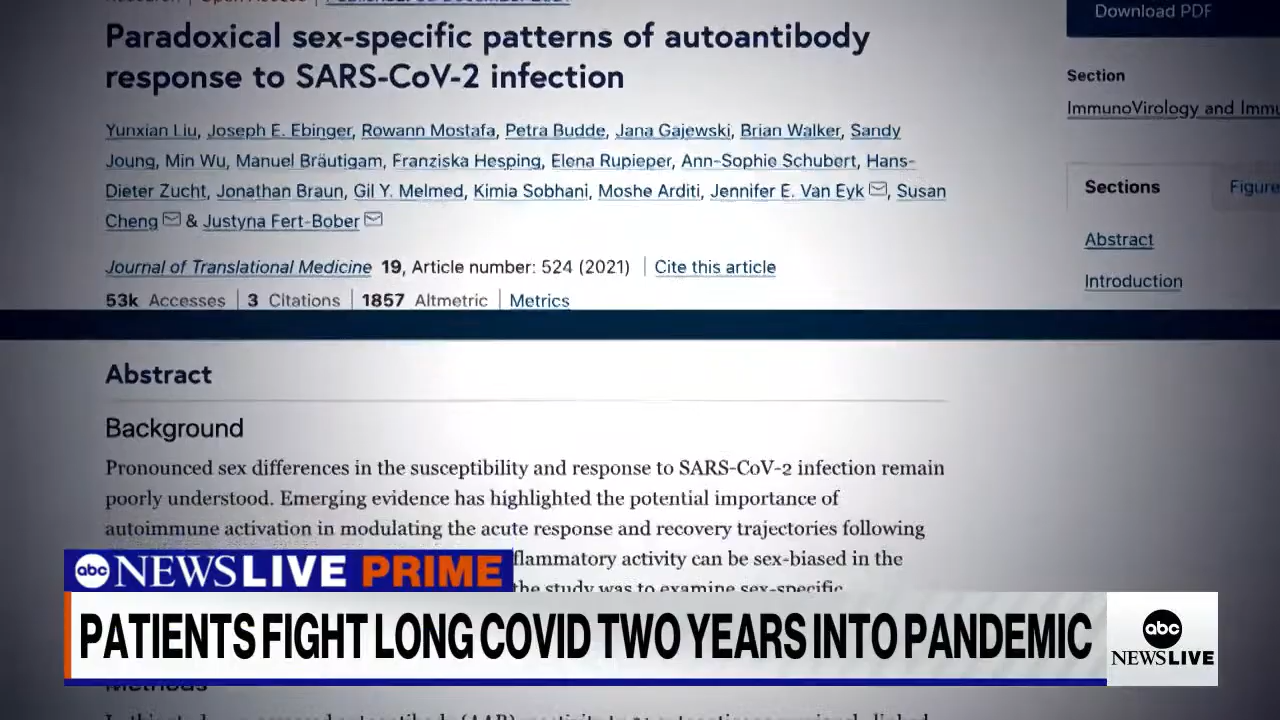 Download PDF
Paradoxical sex-specific patterns of autoantibody
response to SARS-CoV-2 infection
Section
ImmunoVirology and Immu
Yunxian Liu, Joseph E. Ebinger, Rowann Mostafa, Petra Budde, Jana Gajewski, Brian Walker, Sandy
Joung, Min Wu, Manuel Bräutigam, Franziska Hesping, Elena Rupieper, Ann-Sophie Schubert, Hans-
Dieter Zucht, Jonathan Braun, Gil Y. Melmed, Kimia Sobhani, Moshe Arditi, Jennifer E. Van Eyk, Susan
Cheng & Justyna Fert-Bober
Sections Figure
Abstract
Introduction
Journal of Translational Medicine 19, Article number: 524 (2021) | Cite this article
53k Accesses | 3 Citations | 1857 Altmetric | Metrics
Abstract
Background
Pronounced sex differences in the susceptibility and response to SARS-CoV-2 infection remain
poorly understood. Emerging evidence has highlighted the potential importance of
autoimmune activation in modulating the acute response and recovery trajectories following
flammatory activity can be sex-biased in the
the study was to examine sex-specific
abc NEWS LIVE PRIME
PATIENTS FIGHT LONG COVID TWO YEARS INTO PANDEMIC
abc
NEWS LIVE
Methods